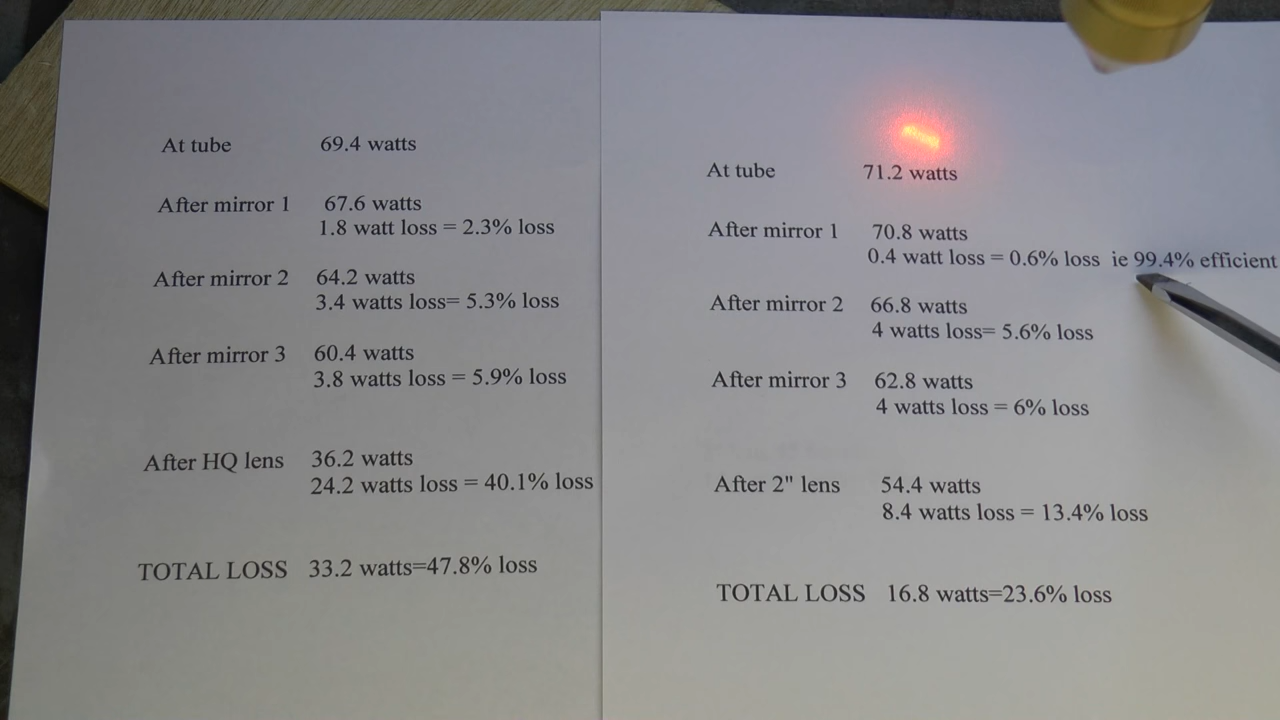 At tube 69.4 watts
After mirror 1 67.6 watts
1.8 watt loss = 2.3% loss
After mirror 2 64.2 watts
3.4 watts loss= 5.3% loss
After mirror 3 60.4 watts
3.8 watts loss = 5.9% loss
After HQ lens 36.2 watts
24.2 watts loss = 40.1% loss
TOTAL LOSS 33.2 watts=47.8% loss
At tube 71.2 watts
After mirror 1 70.8 watts
0.4 watt loss = 0.6% loss ie 99.4% efficient
After mirror 2 66.8 watts
4 watts loss= 5.6% loss
After mirror 3 62.8 watts
4 watts loss = 6% loss
After 2" lens 54.4 watts
8.4 watts loss = 13.4% loss
TOTAL LOSS 16.8 watts=23.6% loss